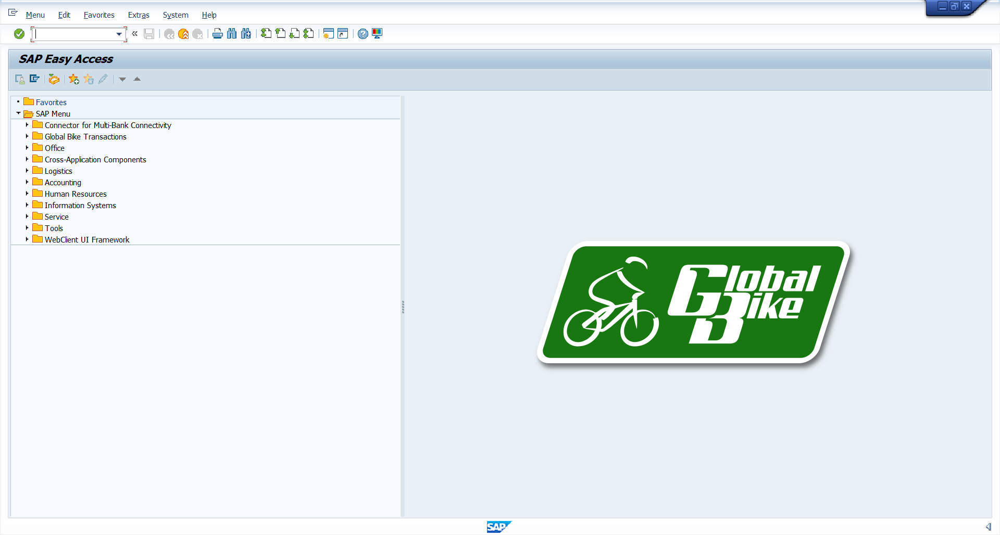 Menu Edit Favorites Extras System Help
SAP Easy Access
Favorites
SAP Menu
Connector for Multi-Bank Connectivity
Global Bike Transactions
Office
Cross-Application Components
Logistics
Accounting
Human Resources
Information Systems
Service
Tools
WebClient UI Framework
Global
Bike
SAP